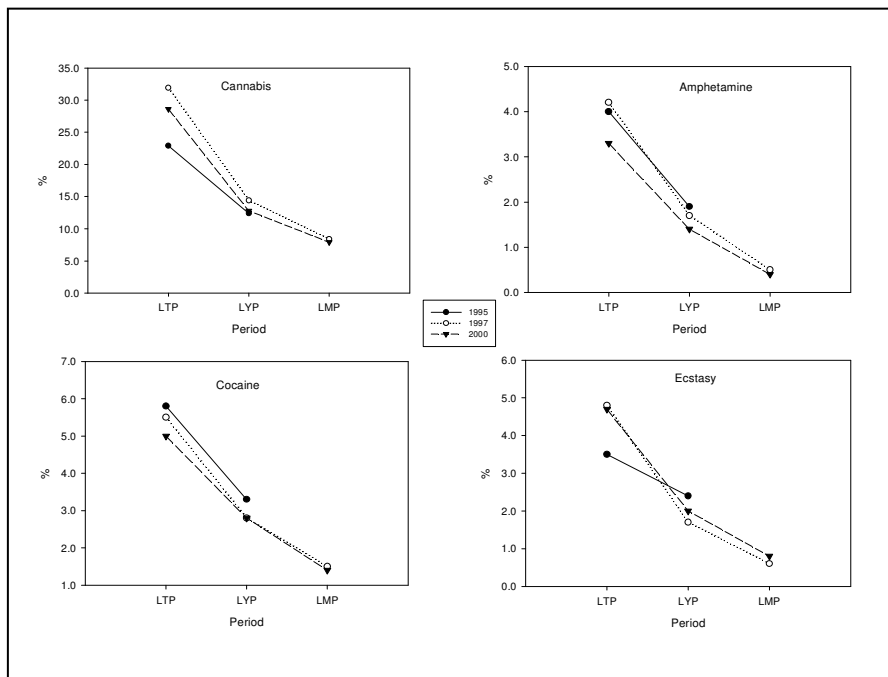 Cannabis
35.0
30.0
25.0
20.0
15.0
10.0
5.0
0.0
%
LTP LYP LMP
Period
Amphetamine
5.0
4.0
3.0
2.0
1.0
0.0
%
LTP LYP LMP
Period
1995
1997
2000
Cocaine
7.0
6.0
5.0
4.0
3.0
2.0
1.0
%
LTP LYP LMP
Period
Ecstasy
6.0
5.0
4.0
3.0
2.0
1.0
0.0
%
LTP LYP LMP
Period